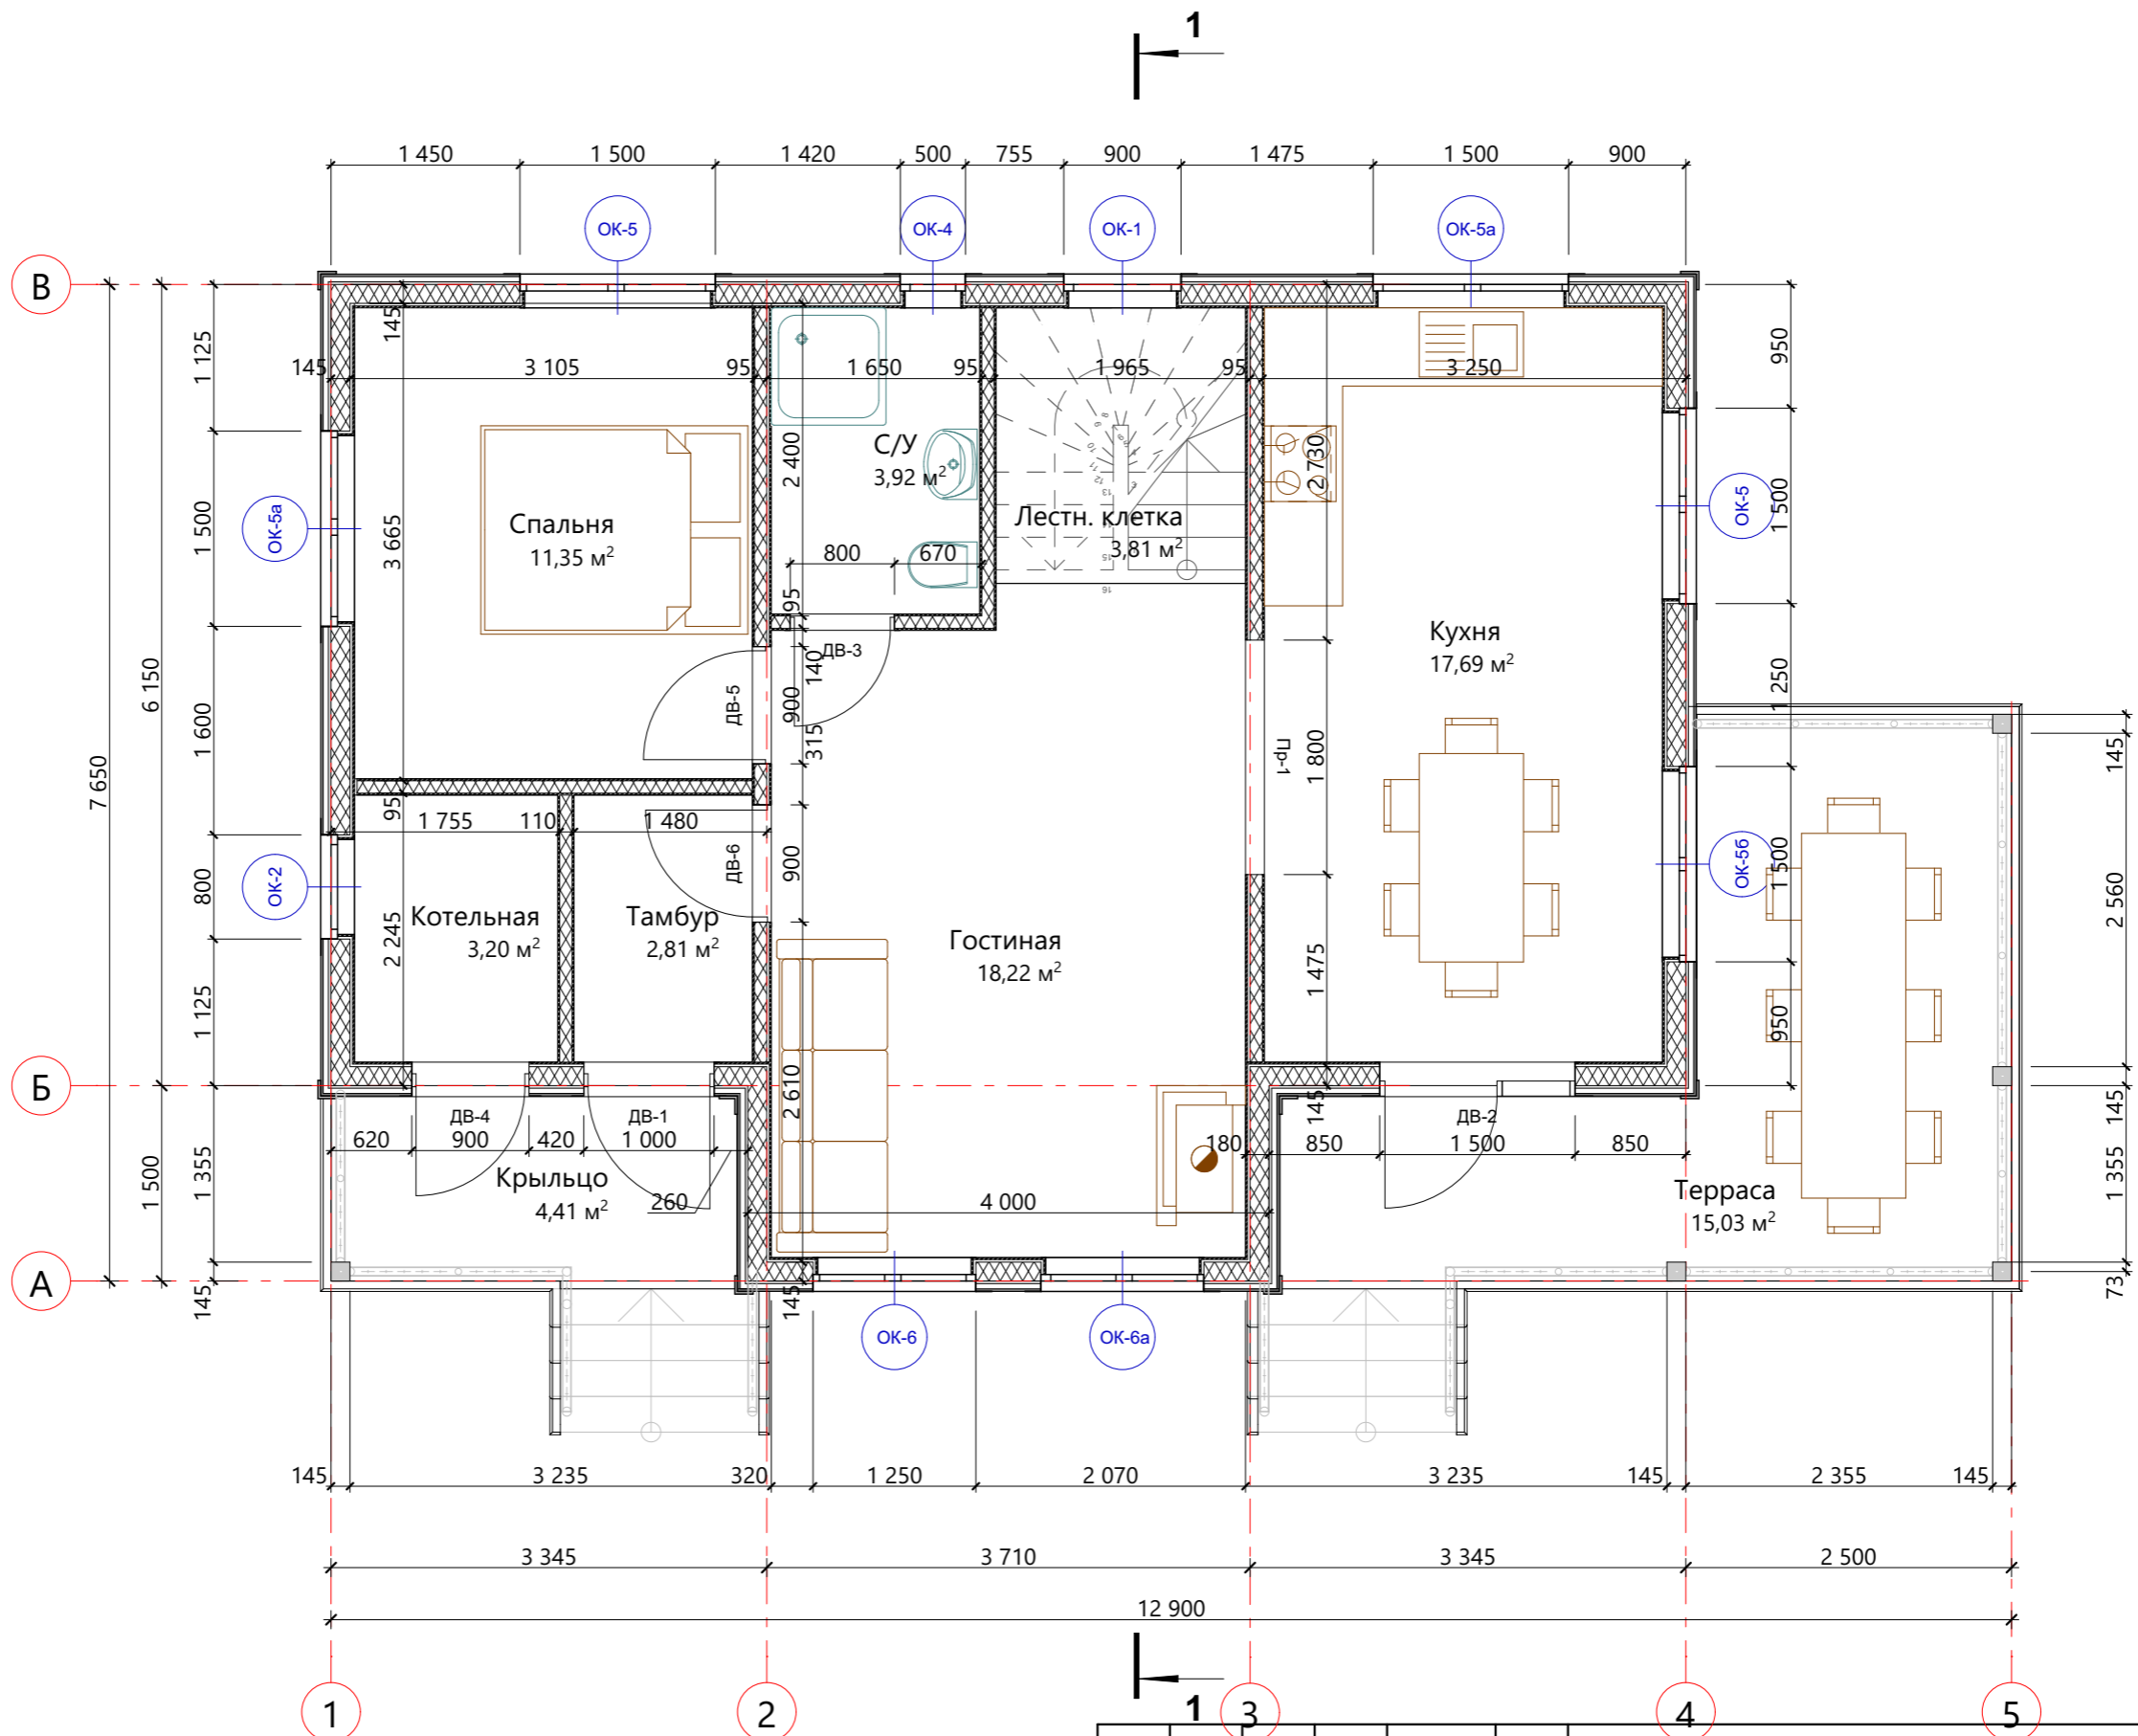 1
1 450 1 500 1 420 500 755 900 1 475 1 500 900
ОК-5 ОК-4 ОК-1 ОК-5а
В
145
1 125
950
145 3 105 95 1 650 95 1 965 95 3 250
2 400
2 730
С/У
3,92 м²
1 500
ОК-5а
3 665
Спальня
11,35 м²
Лестн. клетка
3,81 м²
ОК-5
1 500
800 670
95
15
16
Кухня
17,69 м²
ДВ-3
140
6 150
7 650
1 600
ДВ-5
900
315
1 250
Пр-1
1 800
145
95
1 755 110 1 480
ДВ-6
900
ОК-2
800
ОК-5б
1 500
2 560
Котельная
3,20 м²
Тамбур
2,81 м²
2 245
Гостиная
18,22 м²
1 475
1 125
950
Б
2 610
145
145
ДВ-4 ДВ-1 ДВ-2
620 900 420 1 000 180 850 1 500 850
1 500
1 355
Крыльцо
4,41 м²
260
4 000
Терраса
15,03 м²
1 355
А
145
145
73
ОК-6 ОК-6а
145 3 235 320 1 250 2 070 3 235 145 2 355 145
3 345 3 710 3 345 2 500
12 900
1
1 2 3 4 5